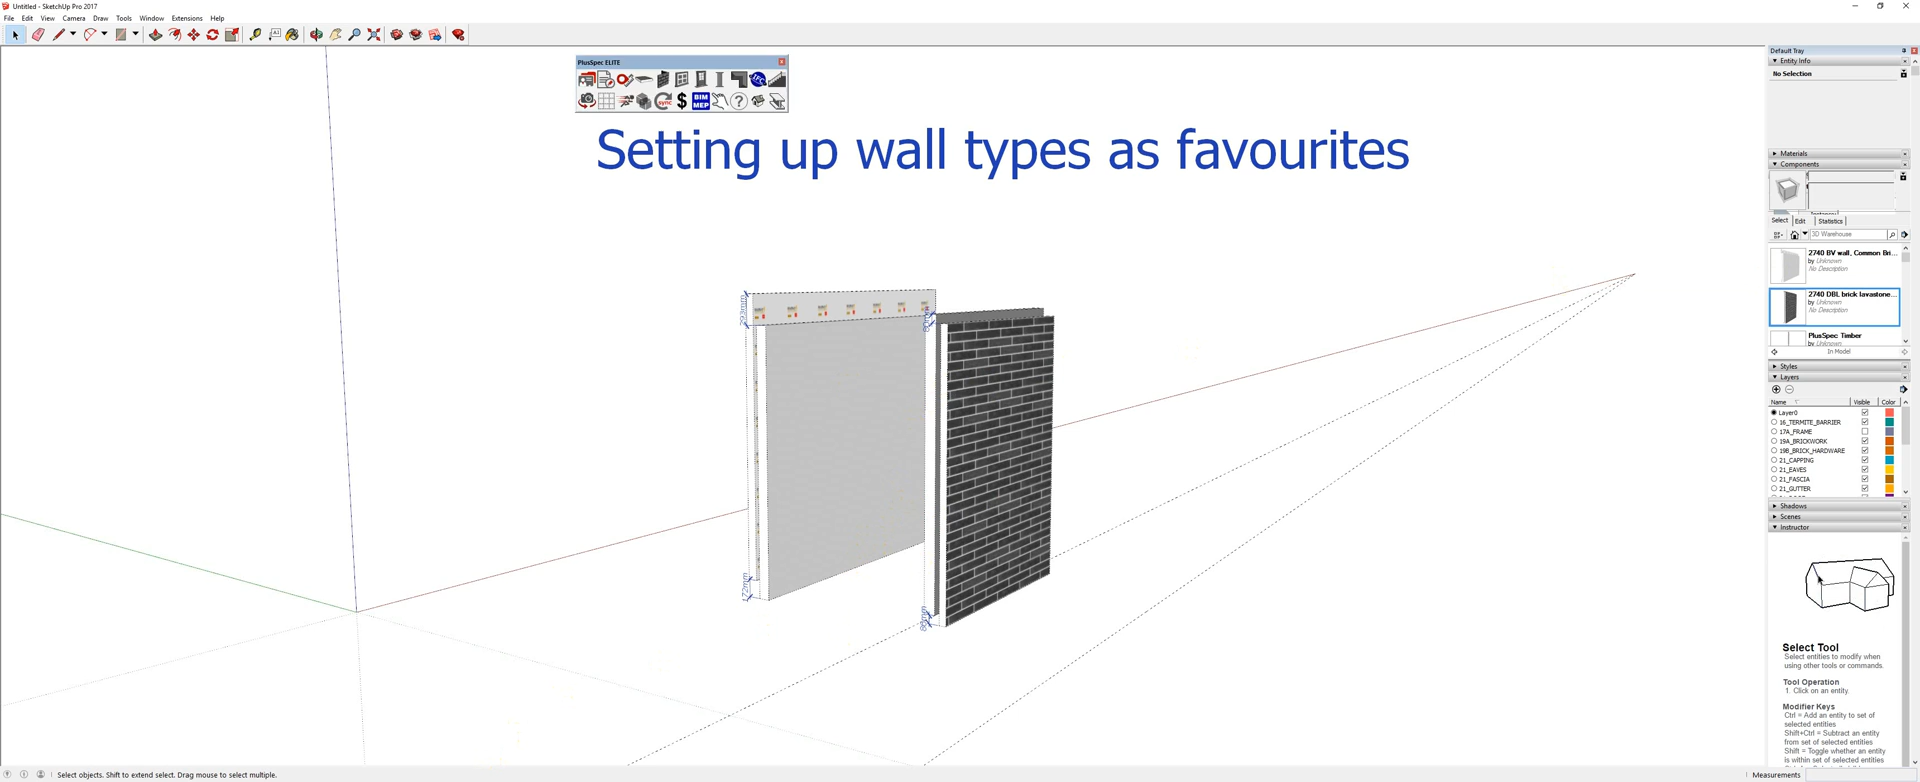 Untitled - SketchUp Pro 2017
File Edit View Camera Draw Tools Window Extensions Help
A1
PlusSpec ELITE
IFC
sync $ BIM MEP ?
Setting up wall types as favourites
293mm
172mm
Default Tray
Entity Info
No Selection
Materials
Components
Select Edit Statistics
3D Warehouse
2740 BV wall, Common Bri...
by Unknown
No Description
2740 DBL brick lavastone...
by Unknown
No Description
PlusSpec Timber
by Unknown
In Model
Styles
Layers
Name Visible Color
Layer0
16_TERMITE_BARRIER
17A_FRAME
19A_BRICKWORK
19B_BRICK_HARDWARE
21_CAPPING
21_EAVES
21_FASCIA
21_GUTTER
Shadows
Scenes
Instructor
Select Tool
Select entities to modify when
using other tools or commands.
Tool Operation
1. Click on an entity.
Modifier Keys
Ctrl = Add an entity to set of
selected entities
Shift+Ctrl = Subtract an entity
from set of selected entities
Shift = Toggle whether an entity
is within set of selected entities
Select objects. Shift to extend select. Drag mouse to select multiple.
Measurements